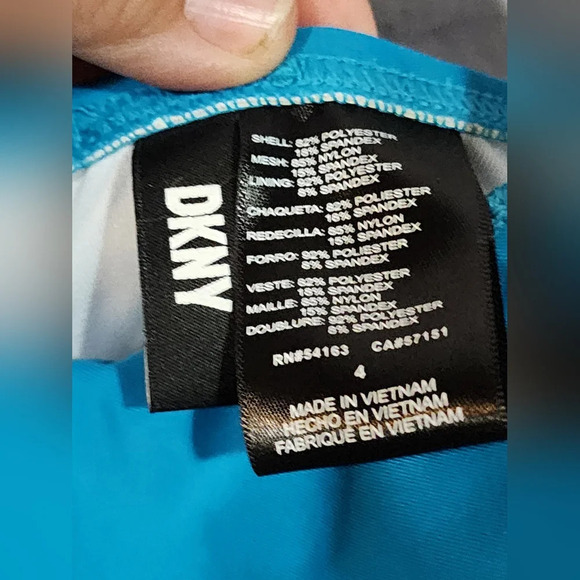 DKNY
SHELL: 82% POLYESTER
18% SPANDEX
MESH: 85% NYLON
15% SPANDEX
LINING: 92% POLYESTER
8% SPANDEX
CHAQUETA: 82% POLIESTER
18% SPANDEX
REDECILLA: 85% NYLON
15% SPANDEX
FORRO: 92% POLIESTER
8% SPANDEX
VESTE: 82% POLYESTER
18% SPANDEX
MAILLE: 85% NYLON
15% SPANDEX
DOUBLURE: 92% POLYESTER
8% SPANDEX
RN#54163 CA#57151
4
MADE IN VIETNAM
HECHO EN VIETNAM
FABRIQUE EN VIETNAM